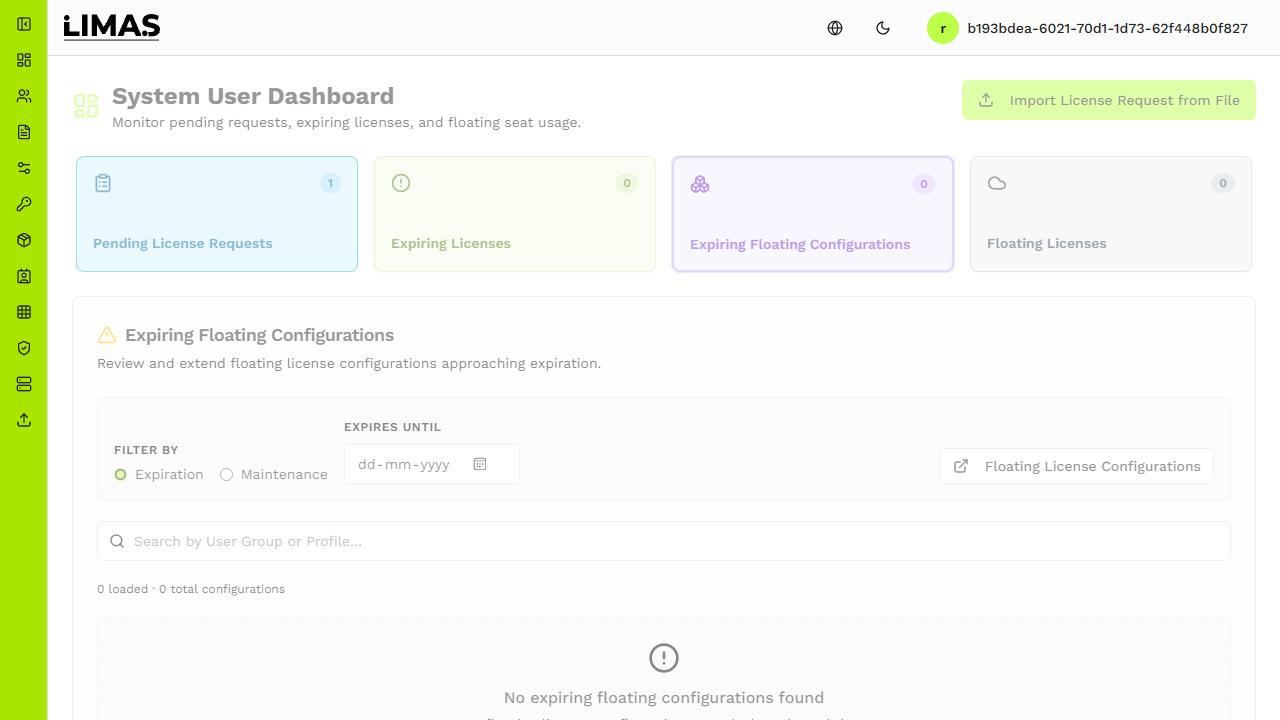 LIMAS
r
b193bdea-6021-70d1-1d73-62f448b0f827
System User Dashboard
Monitor pending requests, expiring licenses, and floating seat usage.
Import License Request from File
1
Pending License Requests
0
Expiring Licenses
0
Expiring Floating Configurations
0
Floating Licenses
Expiring Floating Configurations
Review and extend floating license configurations approaching expiration.
FILTER BY
Expiration
Maintenance
EXPIRES UNTIL
dd-mm-yyyy
Floating License Configurations
Search by User Group or Profile...
0 loaded · 0 total configurations
No expiring floating configurations found